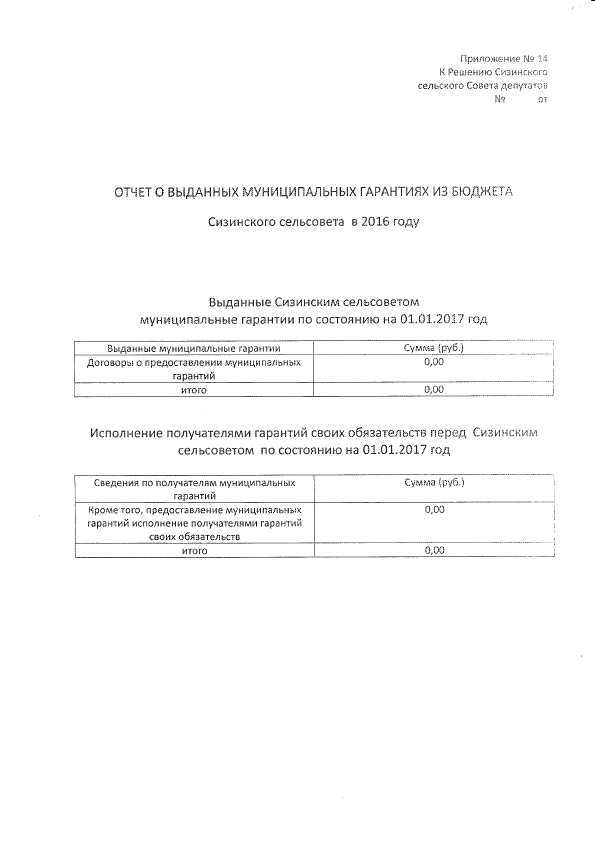 Приложение № 14
К Решению Сизинского
сельского Совета депутатов
№ от
ОТЧЕТ О ВЫДАННЫХ МУНИЦИПАЛЬНЫХ ГАРАНТИЯХ ИЗ БЮДЖЕТА
Сизинского сельсовета в 2016 году
Выданные Сизинским сельсоветом
муниципальные гарантии по состоянию на 01.01.2017 год
Выданные муниципальные гарантии Сумма (руб.)
Договоры о предоставлении муниципальных 0,00
гарантий
итого 0,00
Исполнение получателями гарантий своих обязательств перед Сизинским
сельсоветом по состоянию на 01.01.2017 год
Сведения по получателям муниципальных Сумма (руб.)
гарантий
Кроме того, предоставление муниципальных 0,00
гарантий исполнение получателями гарантий
своих обязательств
итого 0,00